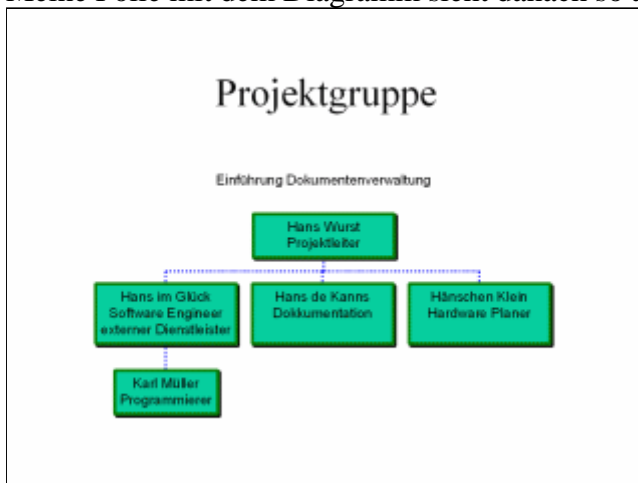 Meine Folie mit dem Diagramm sieht danach so
Projektgruppe
Einführung Dokumentenverwaltung
Hans Wurst
Projektleiter
Hans im Glück
Software Engineer
externer Dienstleister
Hans de Kanns
Dokkumentation
Hänschen Klein
Hardware Planer
Karl Müller
Programmierer